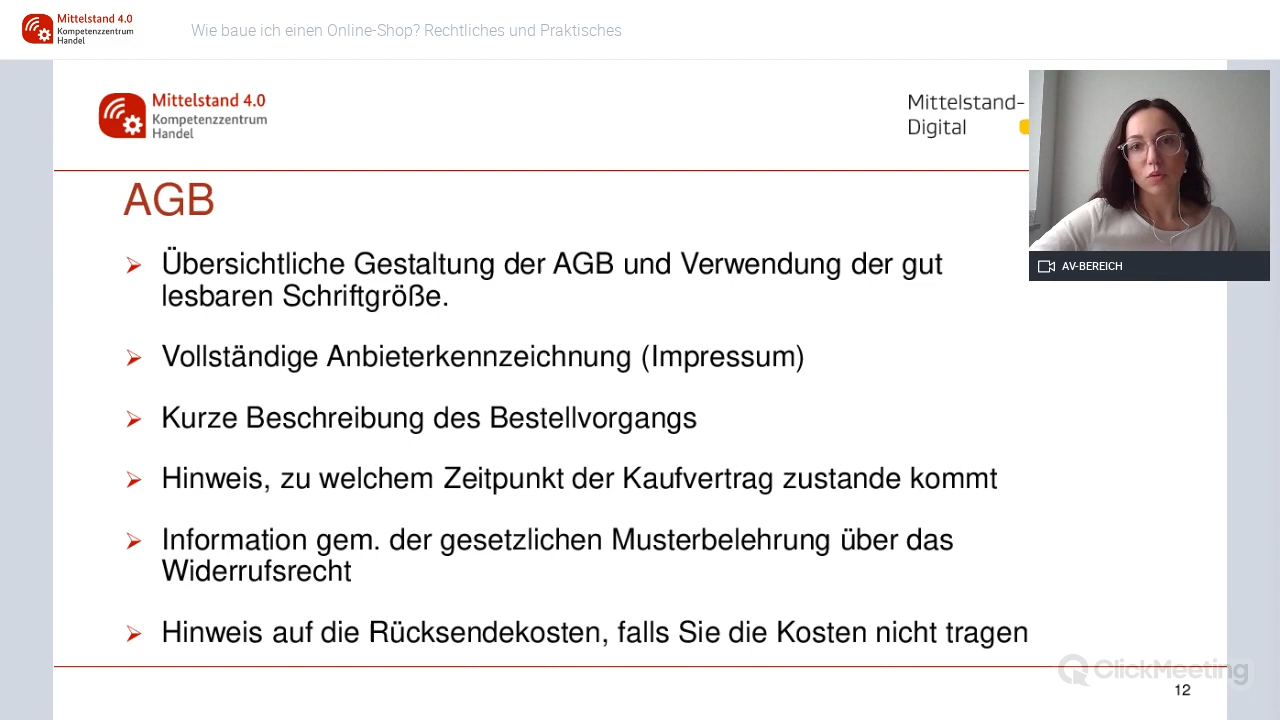 Mittelstand 4.0
Kompetenzzentrum
Handel
Wie baue ich einen Online-Shop? Rechtliches und Praktisches
Mittelstand 4.0
Kompetenzzentrum
Handel
Mittelstand-
Digital
AV-BEREICH
AGB
Übersichtliche Gestaltung der AGB und Verwendung der gut
lesbaren Schriftgröße.
Vollständige Anbieterkennzeichnung (Impressum)
Kurze Beschreibung des Bestellvorgangs
Hinweis, zu welchem Zeitpunkt der Kaufvertrag zustande kommt
Information gem. der gesetzlichen Musterbelehrung über das
Widerrufsrecht
Hinweis auf die Rücksendekosten, falls Sie die Kosten nicht tragen
ClickMeeting
12